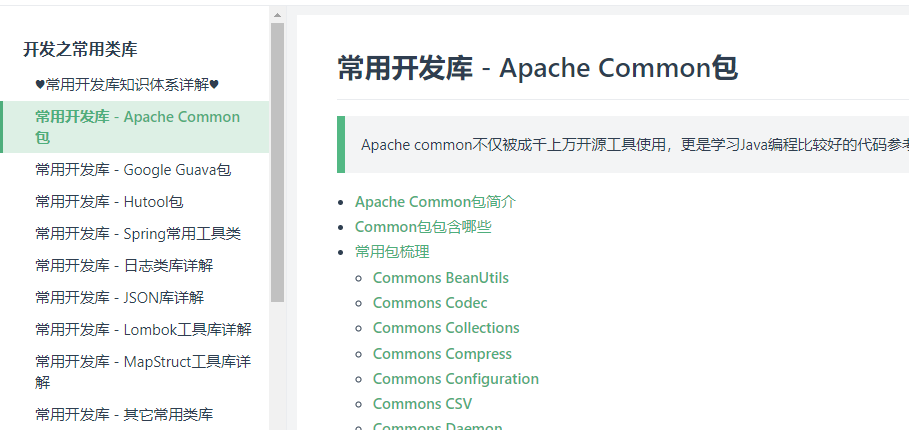 开发之常用类库
♥常用开发库知识体系详解♥
常用开发库 - Apache Common
包
常用开发库 - Google Guava包
常用开发库 - Hutool包
常用开发库 - Spring常用工具类
常用开发库 - 日志类库详解
常用开发库 - JSON库详解
常用开发库 - Lombok工具库详解
常用开发库 - MapStruct工具库详
解
常用开发库 - 其它常用类库
常用开发库 - Apache Common包
Apache common不仅被成千上万开源工具使用，更是学习Java编程比较好的代码参考
Apache Common包简介
Common包包含哪些
常用包梳理
Commons BeanUtils
Commons Codec
Commons Collections
Commons Compress
Commons Configuration
Commons CSV
Commons Daemon